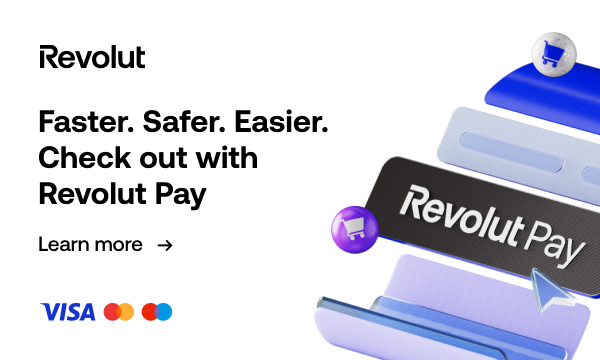 Revolut
Faster. Safer. Easier.
Check out with
Revolut Pay
Learn more →
VISA
Revolut Pay